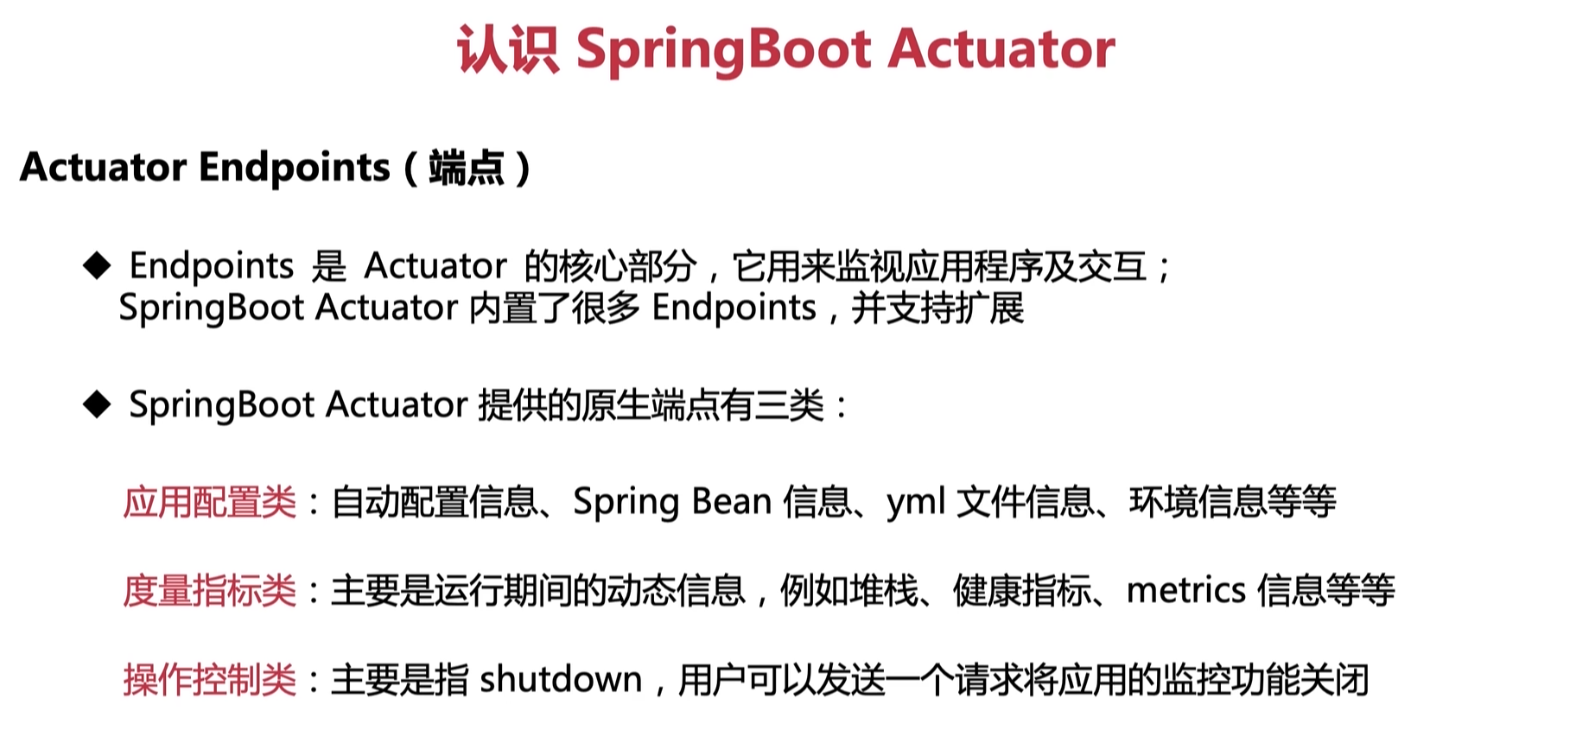 认识 SpringBoot Actuator
Actuator Endpoints（端点）
◆ Endpoints 是 Actuator 的核心部分，它用来监视应用程序及交互；
SpringBoot Actuator 内置了很多 Endpoints，并支持扩展
◆ SpringBoot Actuator 提供的原生端点有三类：
应用配置类：自动配置信息、Spring Bean 信息、yml 文件信息、环境信息等等
度量指标类：主要是运行期间的动态信息，例如堆栈、健康指标、metrics 信息等等
操作控制类：主要是指 shutdown，用户可以发送一个请求将应用的监控功能关闭